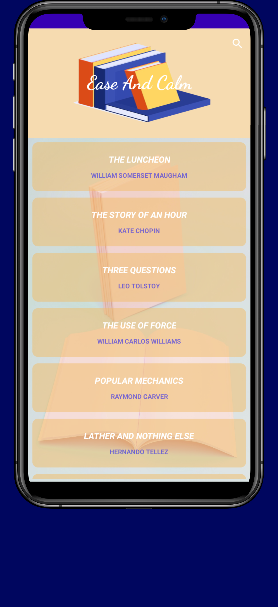 Ease And Calm
THE LUNCHEON
WILLIAM SOMERSET MAUGHAM
THE STORY OF AN HOUR
KATE CHOPIN
THREE QUESTIONS
LEO TOLSTOY
THE USE OF FORCE
WILLIAM CARLOS WILLIAMS
POPULAR MECHANICS
RAYMOND CARVER
LATHER AND NOTHING ELSE
HERNANDO TELLEZ